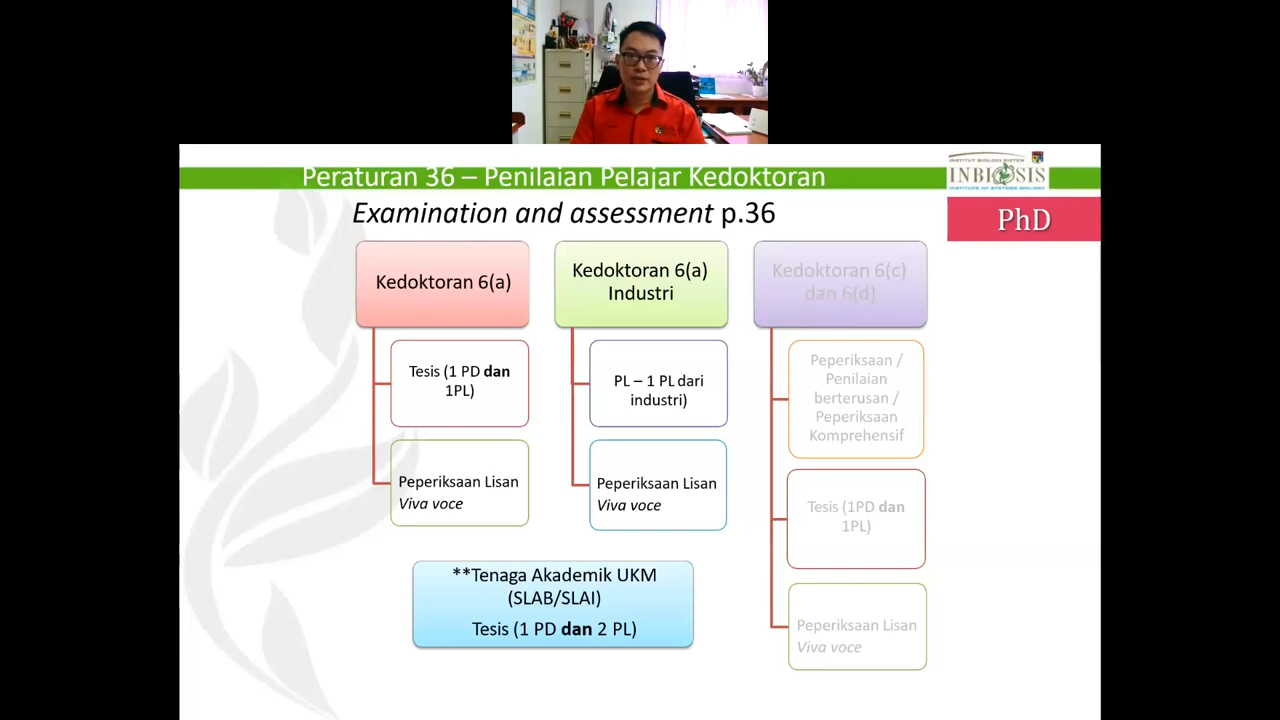 Peraturan 36 – Penilaian Pelajar Kedoktoran
INSTITUT BIOLOGI SISTEM
INBIOSIS
INSTITUTE OF SYSTEMS BIOLOGY
Examination and assessment p.36
PhD
Kedoktoran 6(a)
Tesis (1 PD dan
1PL)
Peperiksaan Lisan
Viva voce
Kedoktoran 6(a)
Industri
PL – 1 PL dari
industri)
Peperiksaan Lisan
Viva voce
Kedoktoran 6(c)
dan 6(d)
Peperiksaan /
Penilaian
berterusan /
Peperiksaan
Komprehensif
Tesis (1PD dan
1PL)
Peperiksaan Lisan
Viva voce
**Tenaga Akademik UKM
(SLAB/SLAI)
Tesis (1 PD dan 2 PL)